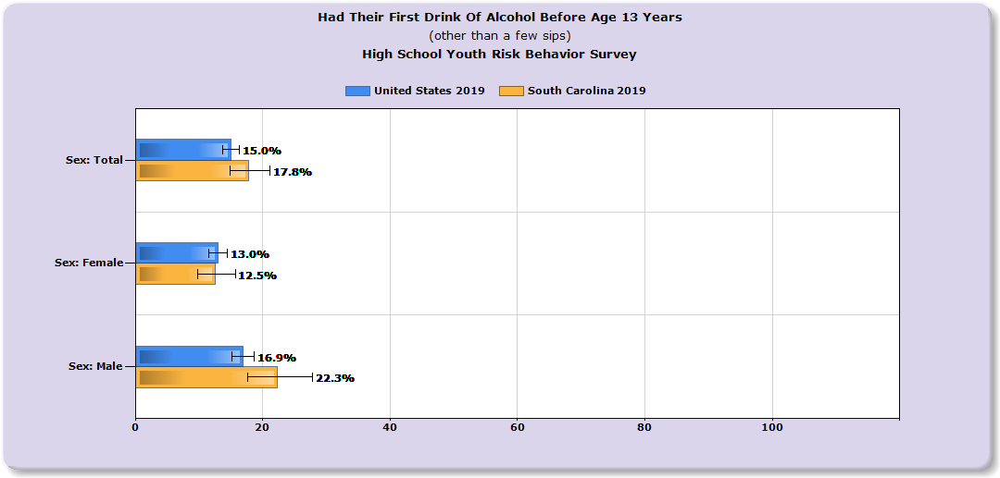 Had Their First Drink Of Alcohol Before Age 13 Years
(other than a few sips)
High School Youth Risk Behavior Survey
United States 2019 South Carolina 2019
15.0%
Sex: Total
17.8%
13.0%
Sex: Female
12.5%
16.9%
Sex: Male
22.3%
0 20 40 60 80 100